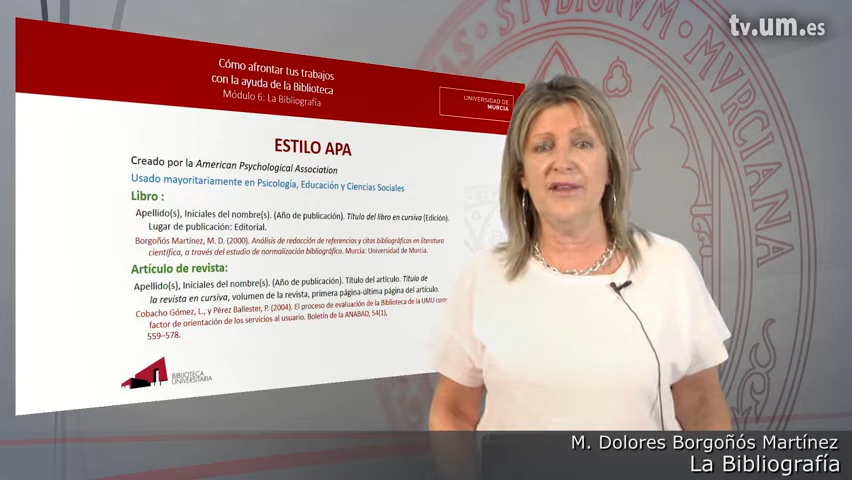 tv.um.es
STVDIORVM
MVRCIANA
Cómo afrontar tus trabajos
con la ayuda de la Biblioteca
Módulo 6: La Bibliografía
UNIVERSIDAD DE
MURCIA
ESTILO APA
Creado por la American Psychological Association
Usado mayoritariamente en Psicología, Educación y Ciencias Sociales
Libro :
Apellido(s), Iniciales del nombre(s). (Año de publicación). Título del libro en cursiva (Edición).
Lugar de publicación: Editorial.
Borgoñós Martínez, M. D. (2000). Análisis de redacción de referencias y citas bibliográficas en literatura
científica, a través del estudio de normalización bibliográfica. Murcia: Universidad de Murcia.
Artículo de revista:
Apellido(s), Iniciales del nombre(s). (Año de publicación). Título del artículo. Título de
la revista en cursiva, volumen de la revista, primera página-última página del artículo.
Cobacho Gómez, L., y Pérez Ballester, P. (2004). El proceso de evaluación de la Biblioteca de la UMU com
factor de orientación de los servicios al usuario. Boletín de la ANABAD, 54(1),
559–578.
BIBLIOTECA
UNIVERSITARIA
M. Dolores Borgoñós Martínez
La Bibliografía